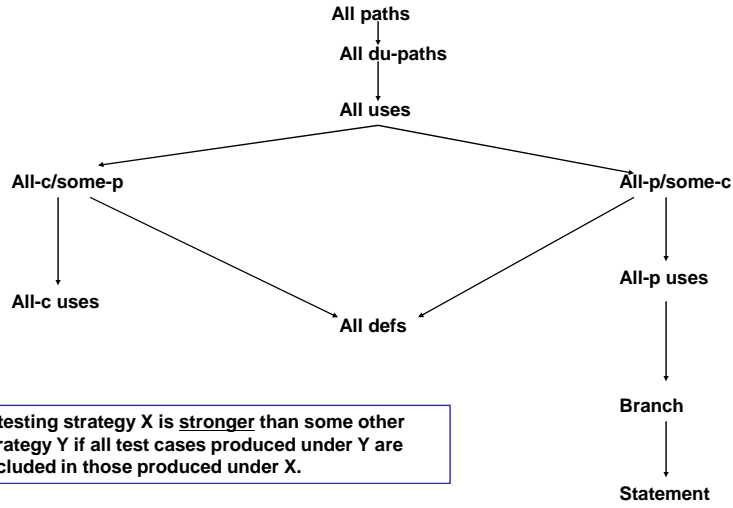 All paths
All du-paths
All uses
All-c/some-p
All-p/some-c
All-p uses
All-c uses
All defs
Branch
testing strategy X is stronger than some other
rategy Y if all test cases produced under Y are
cluded in those produced under X.
Statement